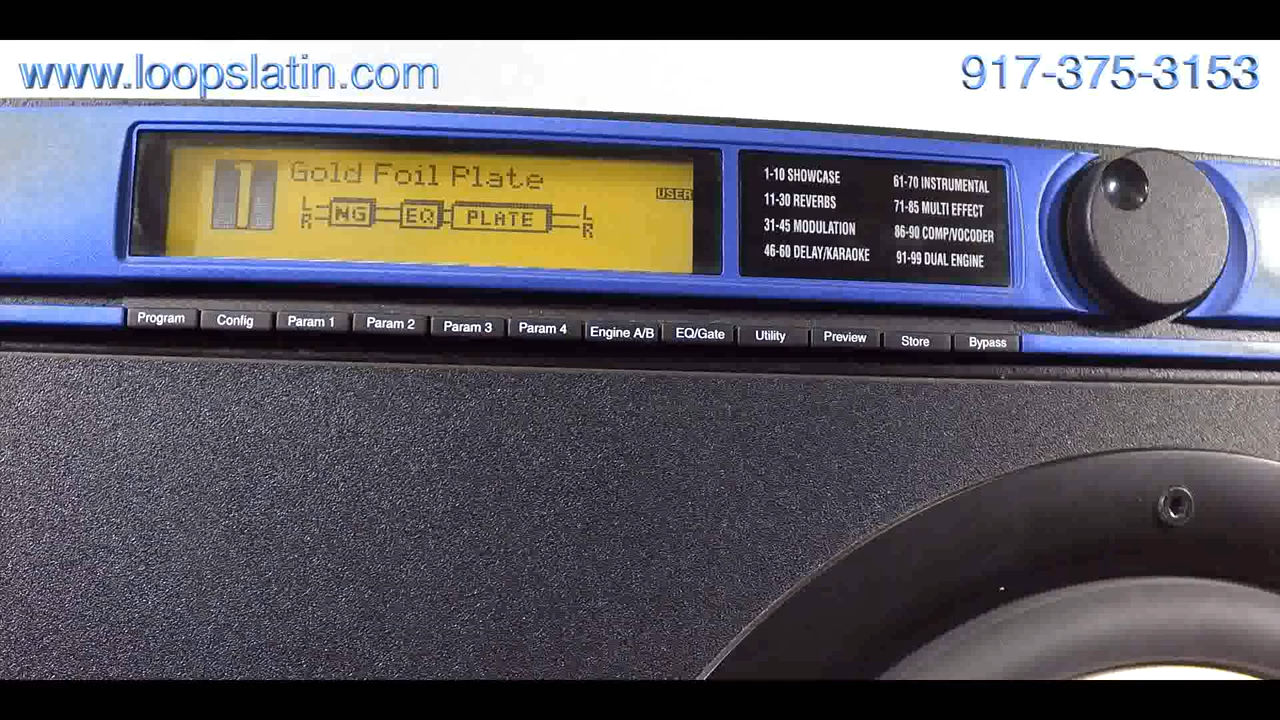 www.loopslatin.com
917-375-3153
1 Gold Foil Plate
USER
L R NG EQ PLATE L R
1-10 SHOWCASE
11-30 REVERBS
31-45 MODULATION
46-60 DELAY/KARAOKE
61-70 INSTRUMENTAL
71-85 MULTI EFFECT
86-90 COMP/VOCODER
91-99 DUAL ENGINE
Program Config Param 1 Param 2 Param 3 Param 4 Engine A/B EQ/Gate Utility Preview Store Bypass